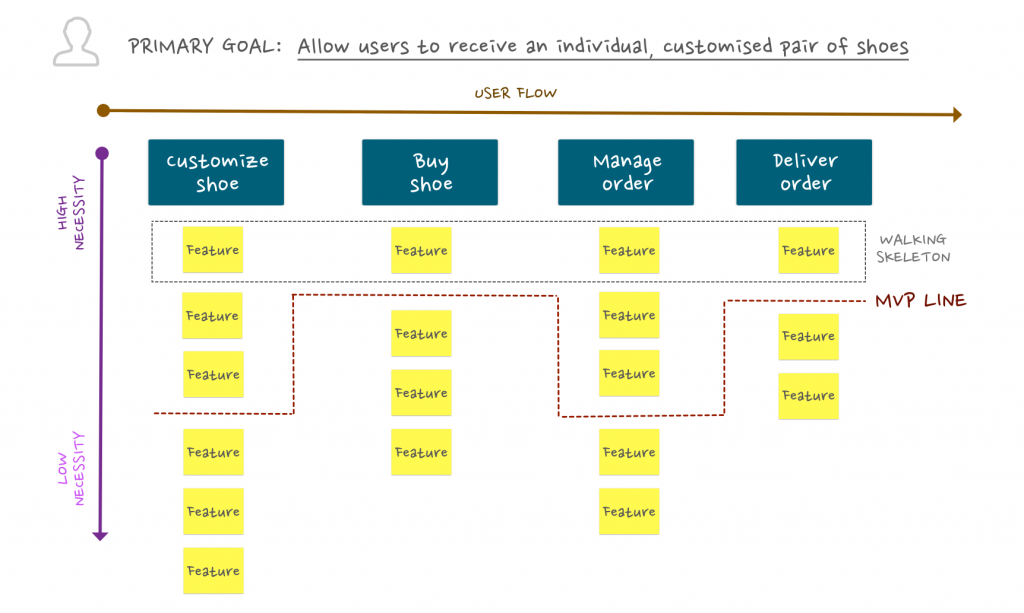 PRIMARY GOAL: Allow users to receive an individual, customised pair of shoes
USER FLOW
HIGH
NECESSITY
LOW
NECESSITY
Customize
shoe
Buy
shoe
Manage
order
Deliver
order
Feature Feature Feature Feature
WALKING
SKELETON
MVP LINE
Feature Feature
Feature Feature
Feature Feature
Feature Feature
Feature Feature Feature
Feature Feature
Feature